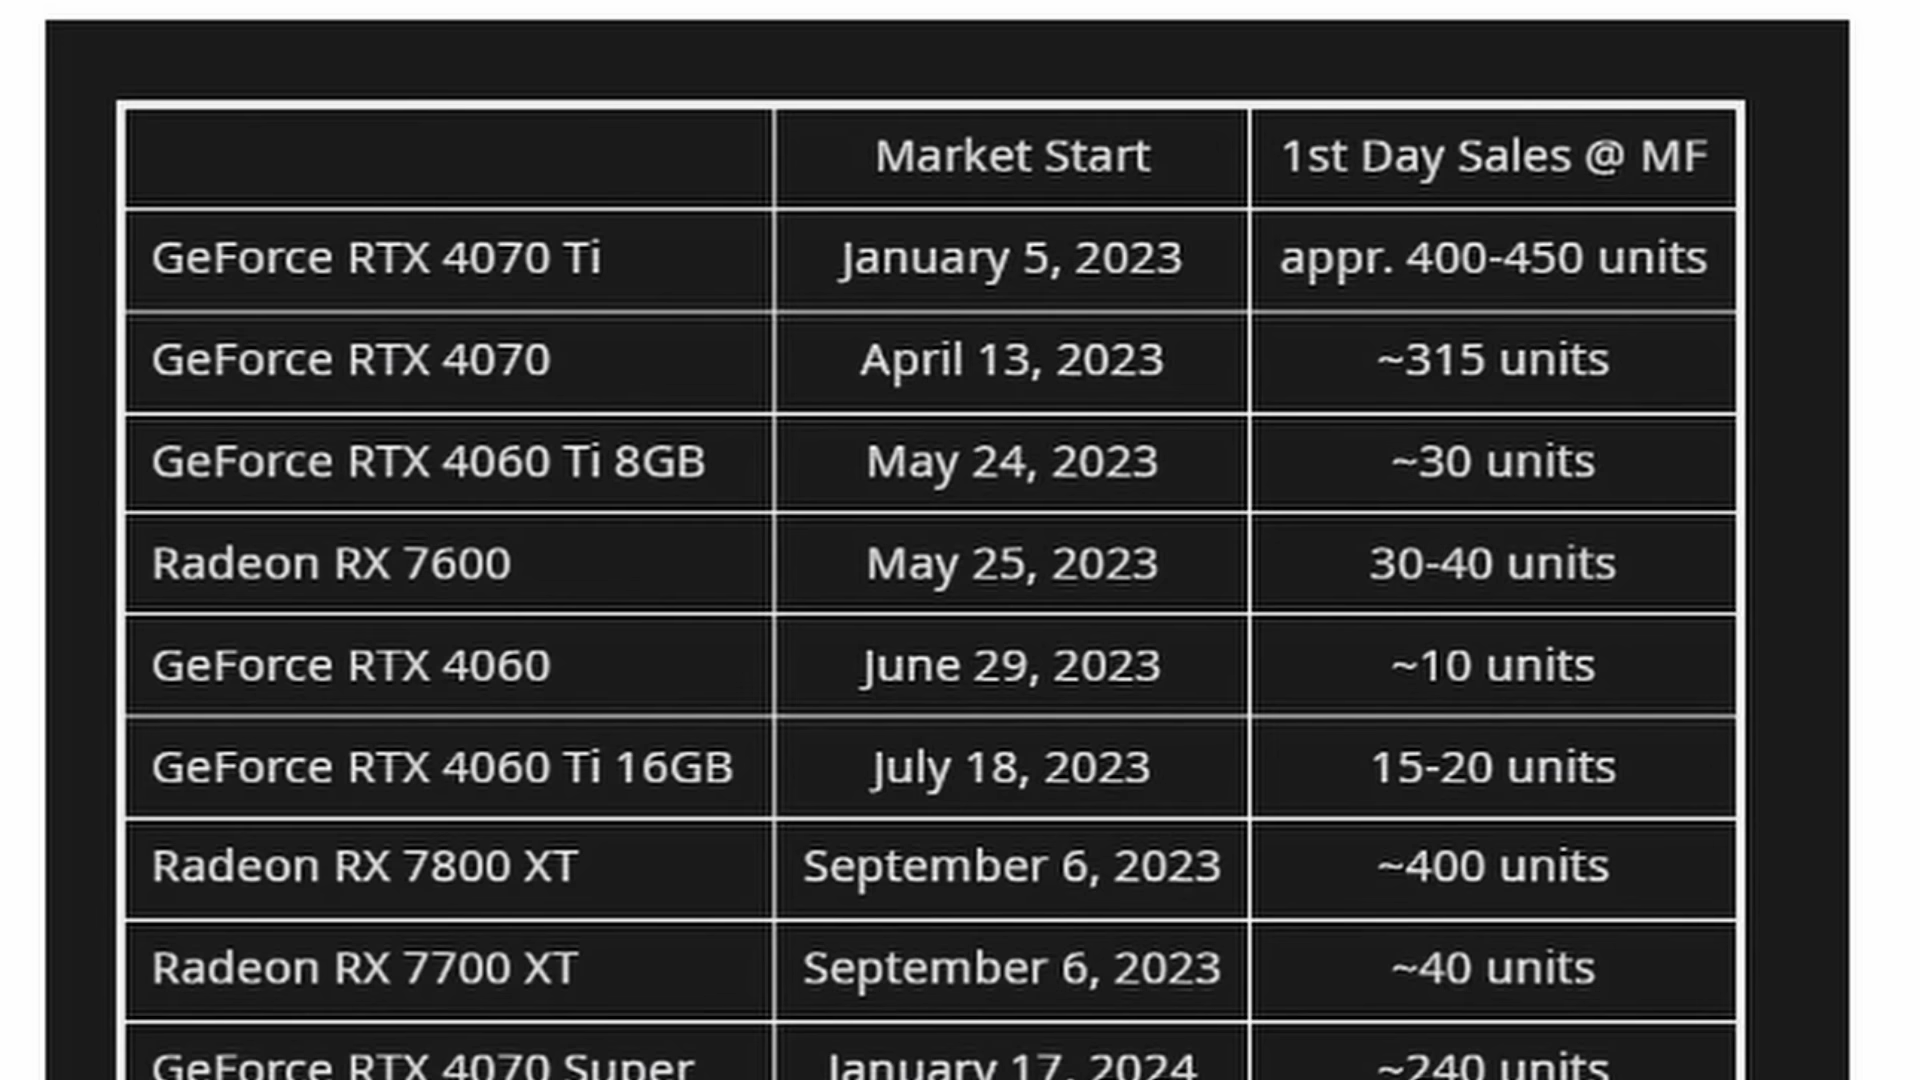 Market Start 1st Day Sales @ MF
GeForce RTX 4070 Ti January 5, 2023 appr. 400-450 units
GeForce RTX 4070 April 13, 2023 ~315 units
GeForce RTX 4060 Ti 8GB May 24, 2023 ~30 units
Radeon RX 7600 May 25, 2023 30-40 units
GeForce RTX 4060 June 29, 2023 ~10 units
GeForce RTX 4060 Ti 16GB July 18, 2023 15-20 units
Radeon RX 7800 XT September 6, 2023 ~400 units
Radeon RX 7700 XT September 6, 2023 ~40 units
GeForce RTX 4070 Super January 17, 2024 ~240 units